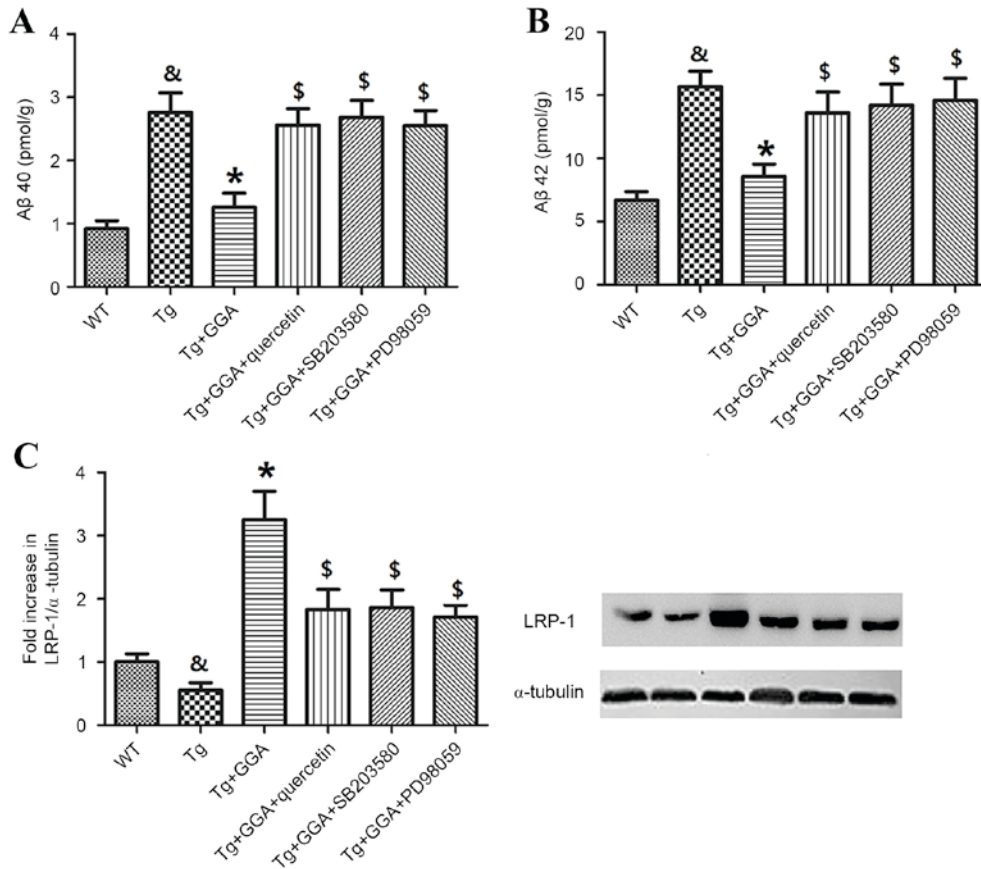 A
Aβ 40 (pmol/g)
4
3
2
1
0
&
*
$
$
$
WT
Tg
Tg+GGA
Tg+GGA+quercetin
Tg+GGA+SB203580
Tg+GGA+PD98059
B
Aβ 42 (pmol/g)
20
15
10
5
0
&
*
$
$
$
WT
Tg
Tg+GGA
Tg+GGA+quercetin
Tg+GGA+SB203580
Tg+GGA+PD98059
C
Fold increase in
LRP-1/α -tubulin
4
3
2
1
0
&
*
$
$
$
WT
Tg
Tg+GGA
Tg+GGA+quercetin
Tg+GGA+SB203580
Tg+GGA+PD98059
LRP-1
α-tubulin